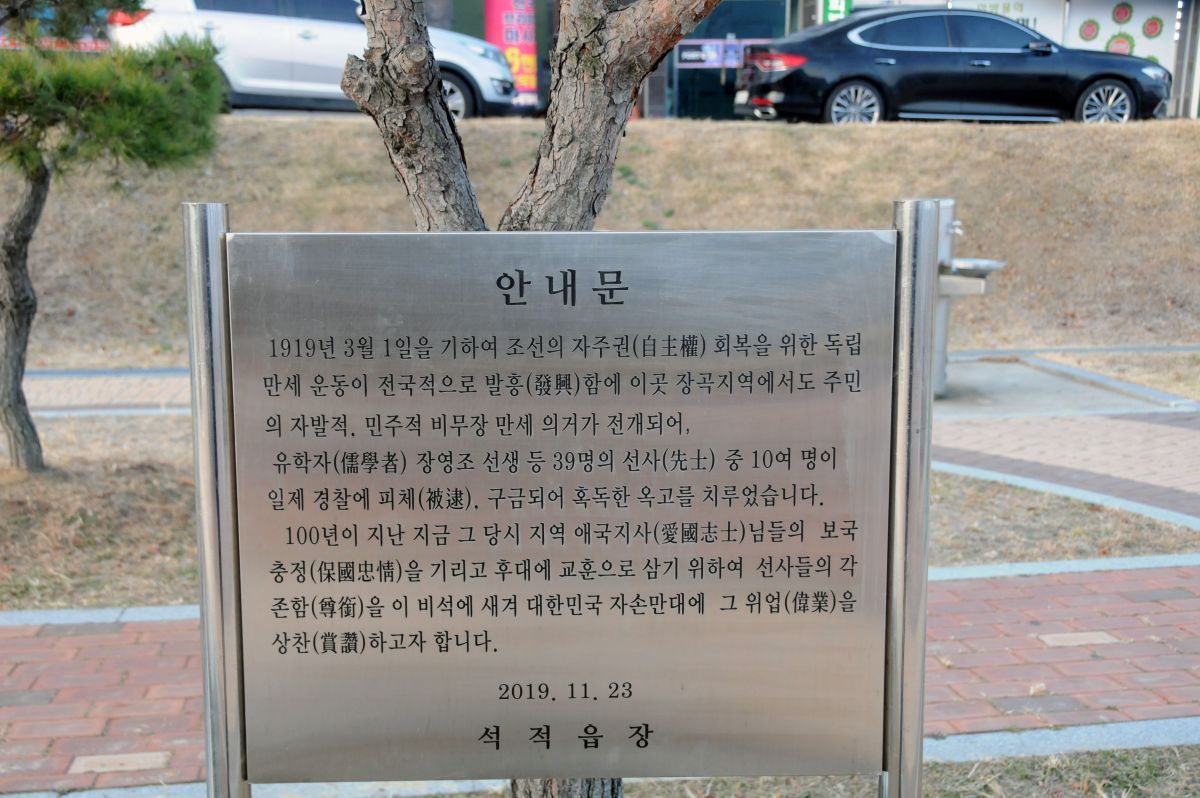 안내문
1919년 3월 1일을 기하여 조선의 자주권(自主權) 회복을 위한 독립
만세 운동이 전국적으로 발흥(發興)함에 이곳 장곡지역에서도 주민
의 자발적, 민주적 비무장 만세 의거가 전개되어,
유학자(儒學者) 장영조 선생 등 39명의 선사(先士) 중 10여 명이
일제 경찰에 피체(被逮), 구금되어 혹독한 옥고를 치루었습니다.
100년이 지난 지금 그 당시 지역 애국지사(愛國志士)님들의 보국
충정(保國忠情)을 기리고 후대에 교훈으로 삼기 위하여 선사들의 각
존함(尊銜)을 이 비석에 새겨 대한민국 자손만대에 그 위업(偉業)을
상찬(賞讚)하고자 합니다.
2019. 11. 23
석적읍장